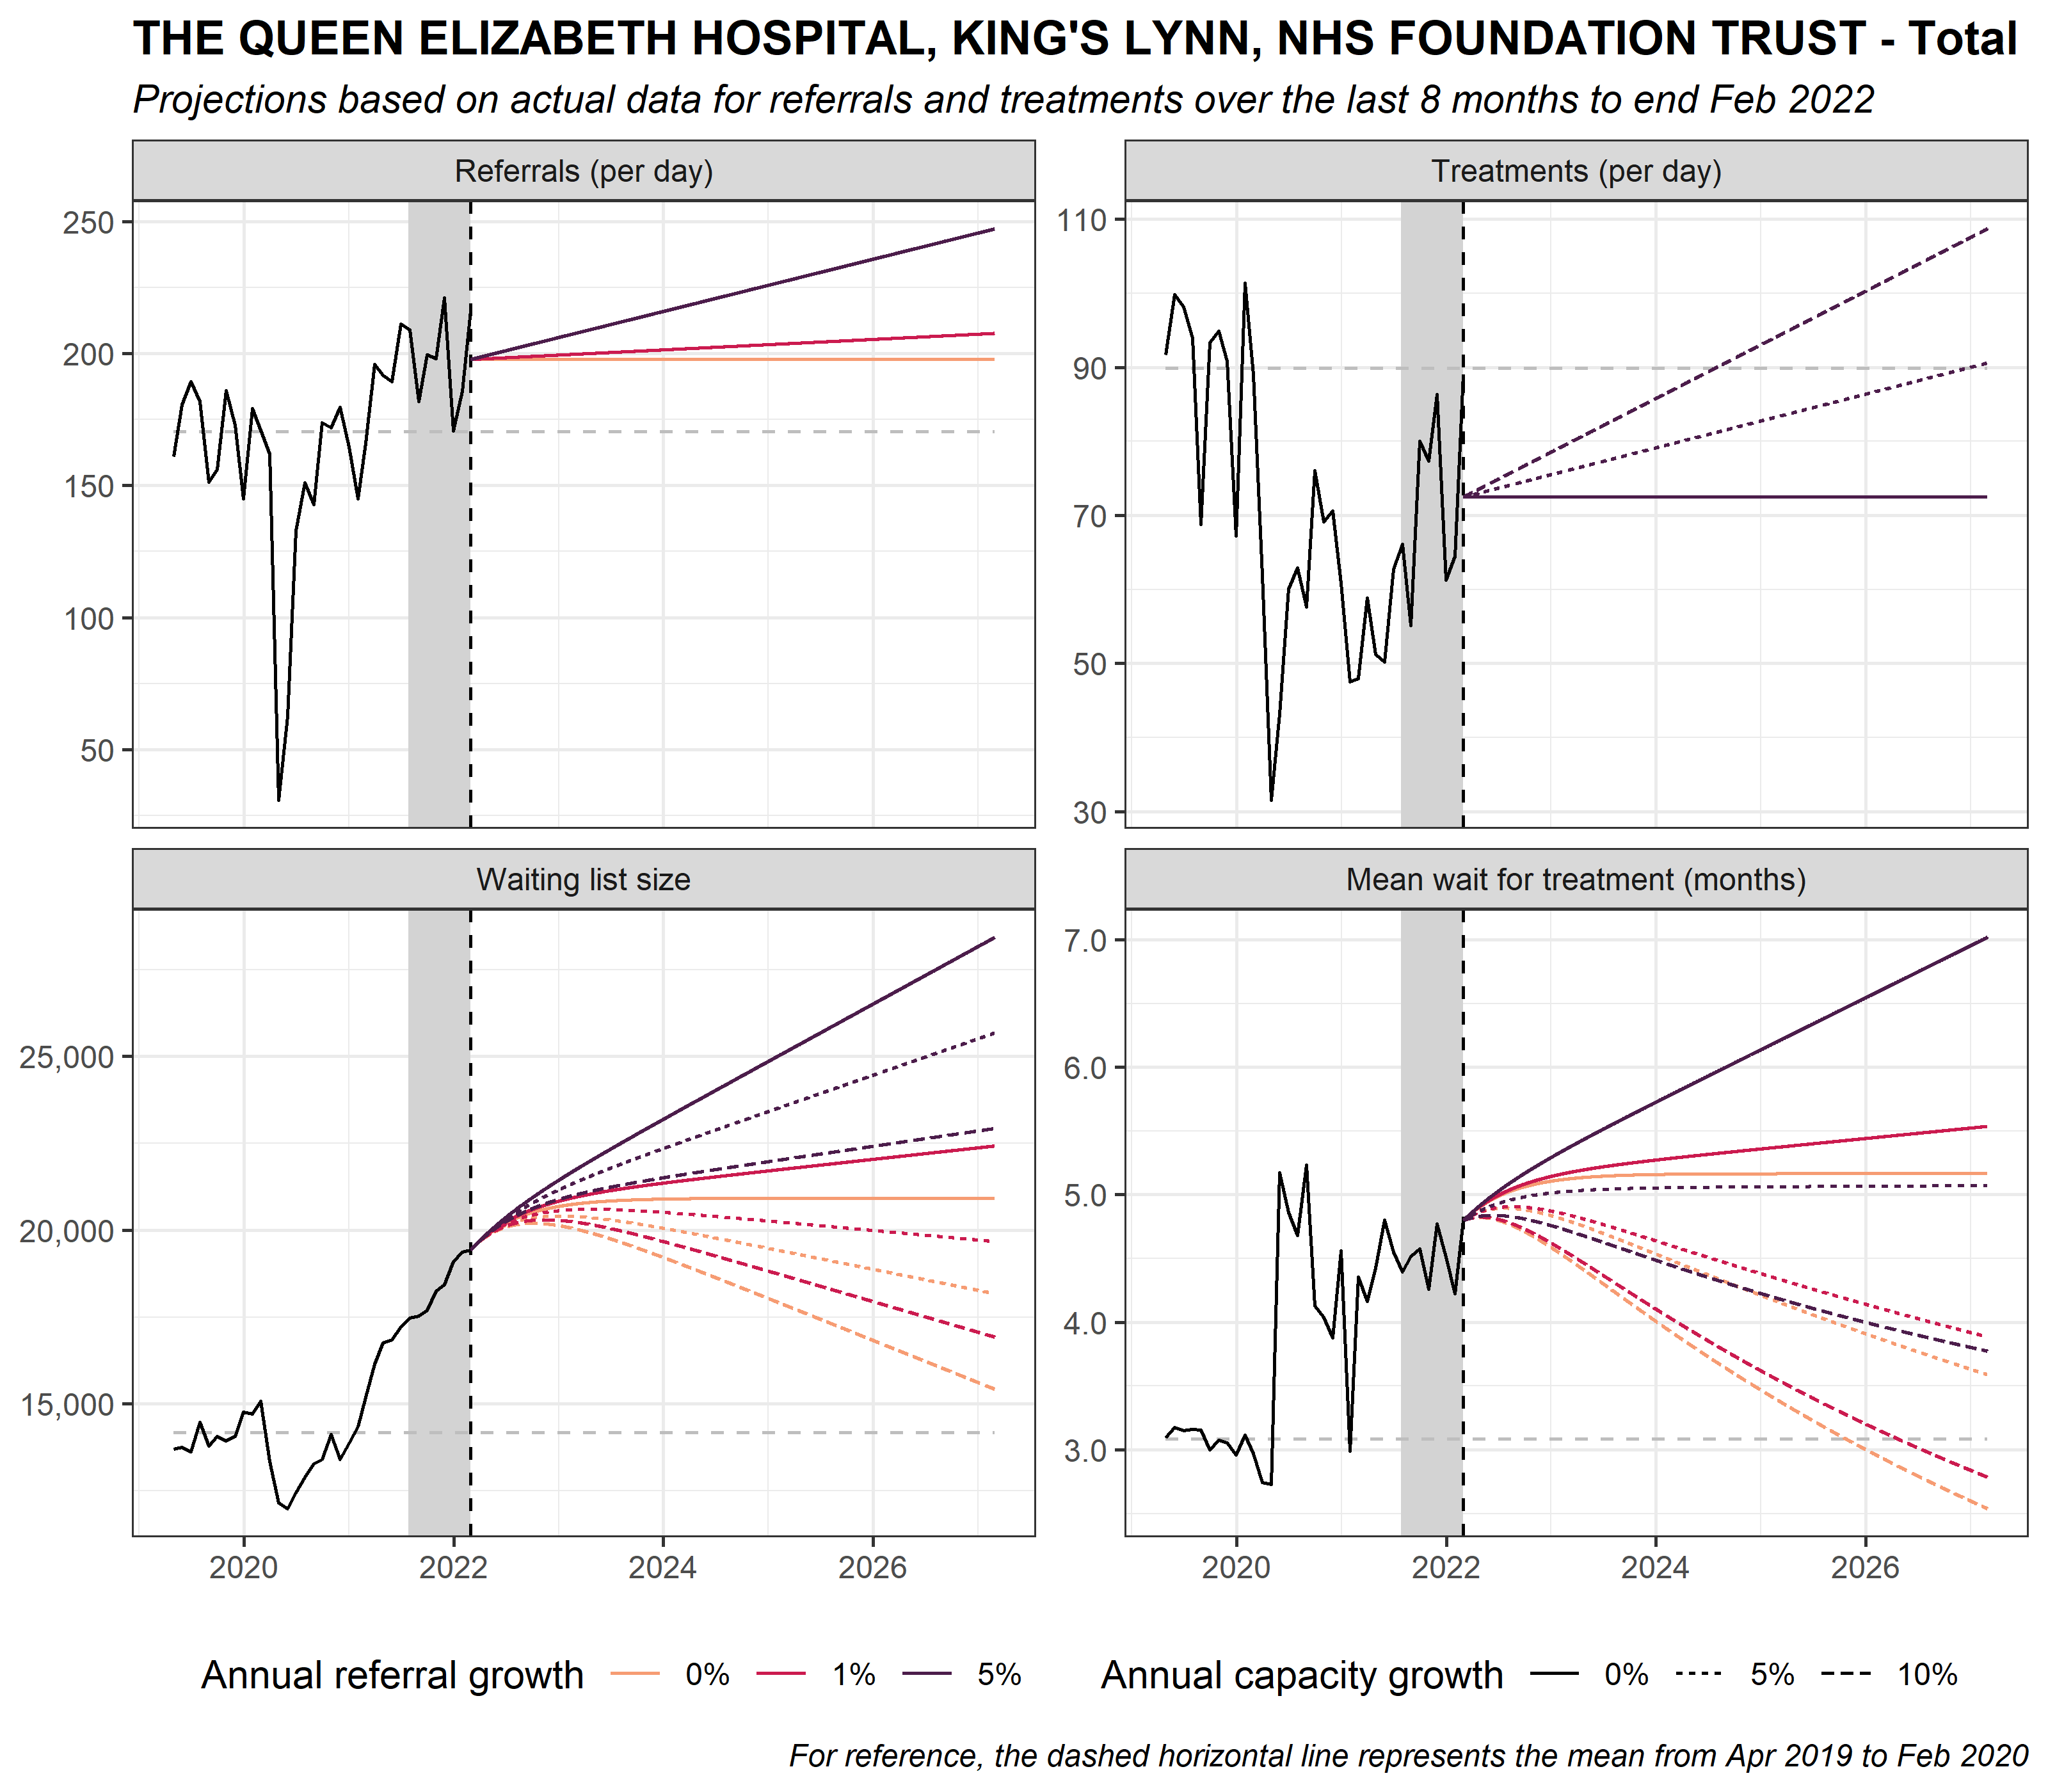 THE QUEEN ELIZABETH HOSPITAL, KING'S LYNN, NHS FOUNDATION TRUST - Total
Projections based on actual data for referrals and treatments over the last 8 months to end Feb 2022
Referrals (per day)
250
200
150
100
50
Treatments (per day)
110
90
70
50
30
Waiting list size
25,000
20,000
15,000
2020 2022 2024 2026
Mean wait for treatment (months)
7.0
6.0
5.0
4.0
3.0
2020 2022 2024 2026
Annual referral growth 0% 1% 5%
Annual capacity growth 0% 5% 10%
For reference, the dashed horizontal line represents the mean from Apr 2019 to Feb 2020